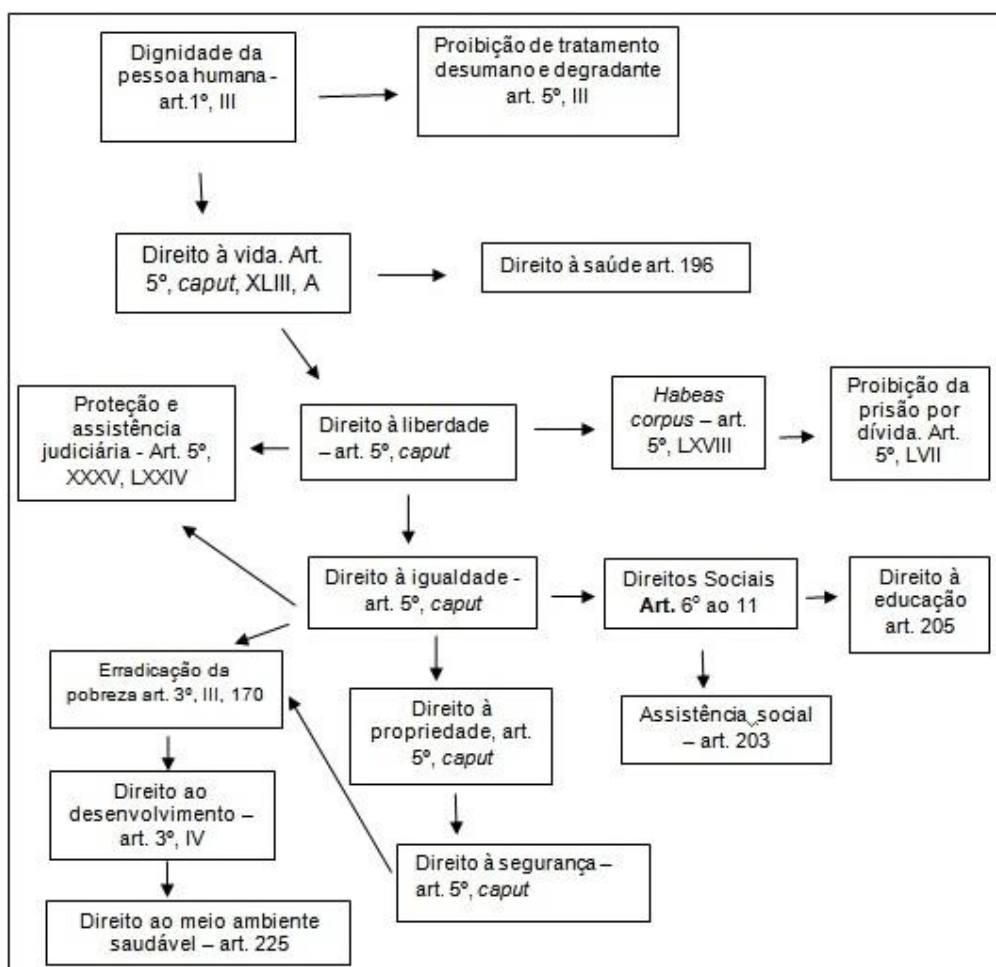 Dignidade da
pessoa humana -
art.1º, III
Proibição de tratamento
desumano e degradante
art. 5º, III
Direito à vida. Art.
5º, caput, XLIII, A
Direito à saúde art. 196
Proteção e
assistência
judiciária - Art. 5º,
XXXV, LXXIV
Direito à liberdade
– art. 5º, caput
Habeas
corpus – art.
5º, LXVIII
Proibição da
prisão por
dívida. Art.
5º, LVII
Direito à igualdade -
art. 5º, caput
Direitos Sociais
Art. 6º ao 11
Direito à
educação
art. 205
Erradicação da
pobreza art. 3º, III, 170
Direito à
propriedade, art.
5º, caput
Assistência social
– art. 203
Direito ao
desenvolvimento –
art. 3º, IV
Direito à segurança –
art. 5º, caput
Direito ao meio ambiente
saudável – art. 225